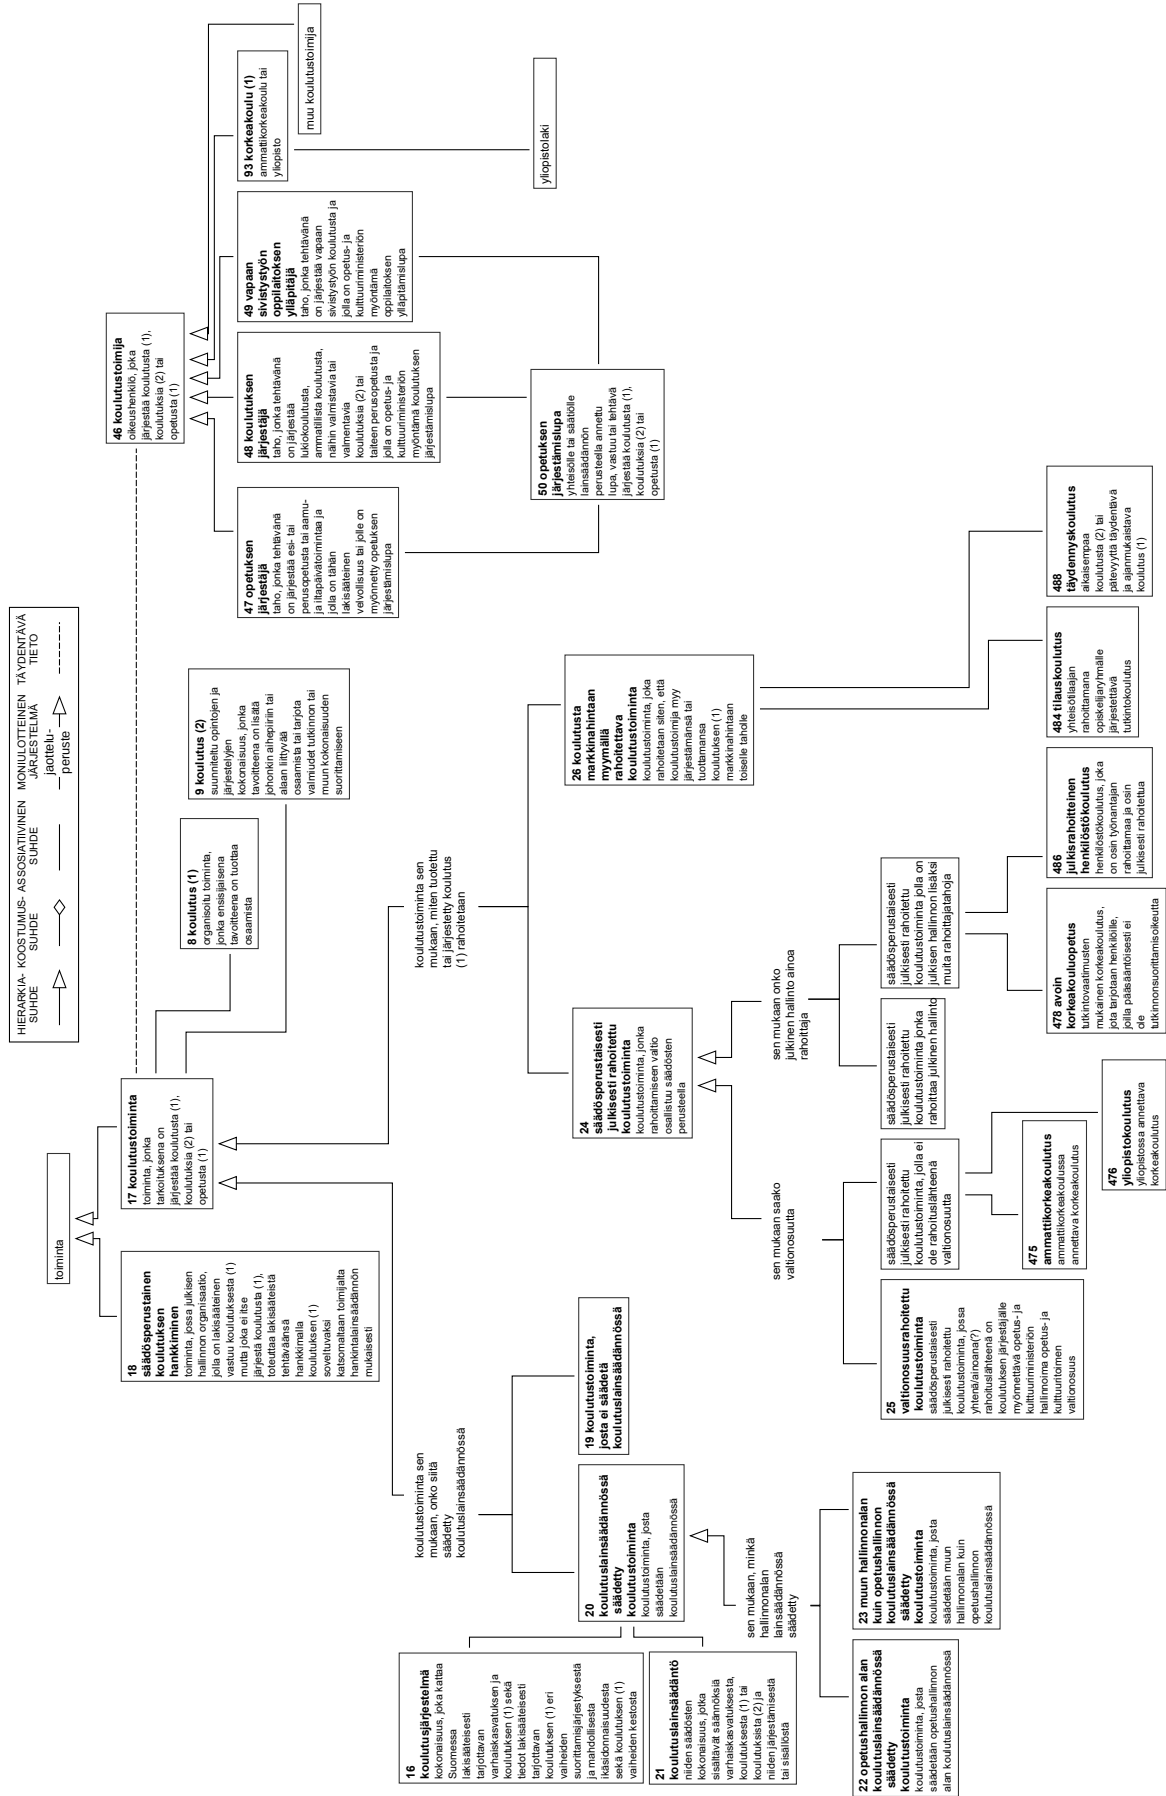 HIERARKIA-
SUHDE
KOOSTUMUS-
SUHDE
ASSOSIATIIVINEN
SUHDE
MONIULOTTEINEN
JÄRJESTELMÄ
jaottelu-
peruste
TÄYDENTÄVÄ
TIETO
toiminta
18
säädösperustainen
koulutuksen
hankkiminen
toiminta, jossa julkisen
hallinnon organisaatio,
jolla on lakisääteinen
vastuu koulutuksesta (1)
mutta joka ei itse
järjestä koulutusta (1),
toteuttaa lakisääteistä
tehtäväänsä
hankkimalla
koulutuksen (1)
soveltuvaksi
katsomaltaan toimijalta
hankintalainsäädännön
mukaisesti
17 koulutustoiminta
toiminta, jonka
tarkoituksena on
järjestää koulutusta (1),
koulutuksia (2) tai
opetusta (1)
8 koulutus (1)
organisoitu toiminta,
jonka ensisijaisena
tavoitteena on tuottaa
osaamista
9 koulutus (2)
suunniteltu opintojen ja
järjestelyjen
kokonaisuus, jonka
tavoitteena on lisätä
johonkin aihepiiriin tai
alaan liittyvää
osaamista tai tarjota
valmiudet tutkinnon tai
muun kokonaisuuden
suorittamiseen
46 koulutustoimija
oikeushenkilö, joka
järjestää koulutusta (1),
koulutuksia (2) tai
opetusta (1)
47 opetuksen
järjestäjä
taho, jonka tehtävänä
on järjestää esi- tai
perusopetusta tai aamu-
ja iltapäivätoimintaa ja
jolla on tähän
lakisääteinen
velvollisuus tai jolle on
myönnetty opetuksen
järjestämislupa
48 koulutuksen
järjestäjä
taho, jonka tehtävänä
on järjestää
lukiokoulutusta,
ammatillista koulutusta,
näihin valmistavia tai
valmentavia
koulutuksia (2) tai
taiteen perusopetusta ja
jolla on opetus- ja
kulttuuriministeriön
myöntämä koulutuksen
järjestämislupa
49 vapaan
sivistystyön
oppilaitoksen
ylläpitäjä
taho, jonka tehtävänä
on järjestää vapaan
sivistystyön koulutusta ja
jolla on opetus- ja
kulttuuriministeriön
myöntämä
oppilaitoksen
ylläpitämislupa
93 korkeakoulu (1)
ammattikorkeakoulu tai
yliopisto
muu koulutustoimija
50 opetuksen
järjestämislupa
yhteisölle tai säätiölle
lainsäädännön
perusteella annettu
lupa, vastuu tai tehtävä
järjestää koulutusta (1),
koulutuksia (2) tai
opetusta (1)
yliopistolaki
koulutustoiminta sen
mukaan, onko siitä
säädetty
koulutuslainsäädännössä
koulutustoiminta sen
mukaan, miten tuotettu
tai järjestetty koulutus
(1) rahoitetaan
16
koulutusjärjestelmä
kokonaisuus, joka kattaa
Suomessa
lakisääteisesti
tarjottavan
varhaiskasvatuksen ja
koulutuksen (1) sekä
tiedot lakisääteisesti
tarjottavan
koulutuksen (1) eri
vaiheiden
suorittamisjärjestyksestä
ja mahdollisesta
ikäsidonnaisuudesta
sekä koulutuksen (1)
vaiheiden kestosta
20
koulutuslainsäädännössä
säädetty
koulutustoiminta
koulutustoiminta, josta
säädetään
koulutuslainsäädännössä
19 koulutustoiminta,
josta ei säädetä
koulutuslainsäädännössä
21
koulutuslainsäädäntö
niiden säädösten
kokonaisuus, jotka
sisältävät säännöksiä
varhaiskasvatuksesta,
koulutuksesta (1) tai
koulutuksista (2) ja
niiden järjestämisestä
tai sisällöstä
sen mukaan, minkä
hallinnonalan
lainsäädännössä
säädetty
22 opetushallinnon alan
koulutuslainsäädännössä
säädetty
koulutustoiminta
koulutustoiminta, josta
säädetään opetushallinnon
alan koulutuslainsäädännössä
23 muun hallinnonalan
kuin opetushallinnon
koulutuslainsäädännössä
säädetty
koulutustoiminta
koulutustoiminta, josta
säädetään muun
hallinnonalan kuin
opetushallinnon
koulutuslainsäädännössä
24
säädösperustaisesti
julkisesti rahoitettu
koulutustoiminta
koulutustoiminta, jonka
rahoittamiseen valtio
osallistuu säädösten
perusteella
26 koulutusta
markkinahintaan
myymällä
rahoitettava
koulutustoiminta
koulutustoiminta, joka
rahoitetaan siten, että
koulutustoimija myy
järjestämänsä tai
tuottamansa
koulutuksen (1)
markkinahintaan
toiselle taholle
sen mukaan saako
valtionosuutta
sen mukaan onko
julkinen hallinto ainoa
rahoittaja
25
valtionosuusrahoitettu
koulutustoiminta
säädösperustaisesti
julkisesti rahoitettu
koulutustoiminta, jossa
yhtenä/ainoana(?)
rahoituslähteenä on
koulutuksen järjestäjälle
myönnettävä opetus- ja
kulttuuriministeriön
hallinnoima opetus- ja
kulttuuritoimen
valtionosuus
säädösperustaisesti
julkisesti rahoitettu
koulutustoiminta, jolla ei
ole rahoituslähteenä
valtionosuutta
säädösperustaisesti
julkisesti rahoitettu
koulutustoiminta jonka
rahoittaa julkinen hallinto
säädösperustaisesti
julkisesti rahoitettu
koulutustoiminta jolla on
julkisen hallinnon lisäksi
muita rahoittajatahoja
475
ammattikorkeakoulutus
ammattikorkeakoulussa
annettava korkeakoulutus
476
yliopistokoulutus
yliopistossa annettava
korkeakoulutus
478 avoin
korkeakouluopetus
tutkintovaatimusten
mukainen korkeakoulutus,
jota tarjotaan henkilöille,
joilla pääsääntöisesti ei
ole
tutkinnonsuorittamisoikeutta
486
julkisrahoitteinen
henkilöstökoulutus
henkilöstökoulutus, joka
on osin työnantajan
rahoittamaa ja osin
julkisesti rahoitettua
484 tilauskoulutus
yhteisötilaajan
rahoittamana
opiskelijaryhmälle
järjestettävä
tutkintokoulutus
488
täydennyskoulutus
aikaisempaa
koulutusta (2) tai
pätevyyttä täydentävä
ja ajanmukaistava
koulutus (1)